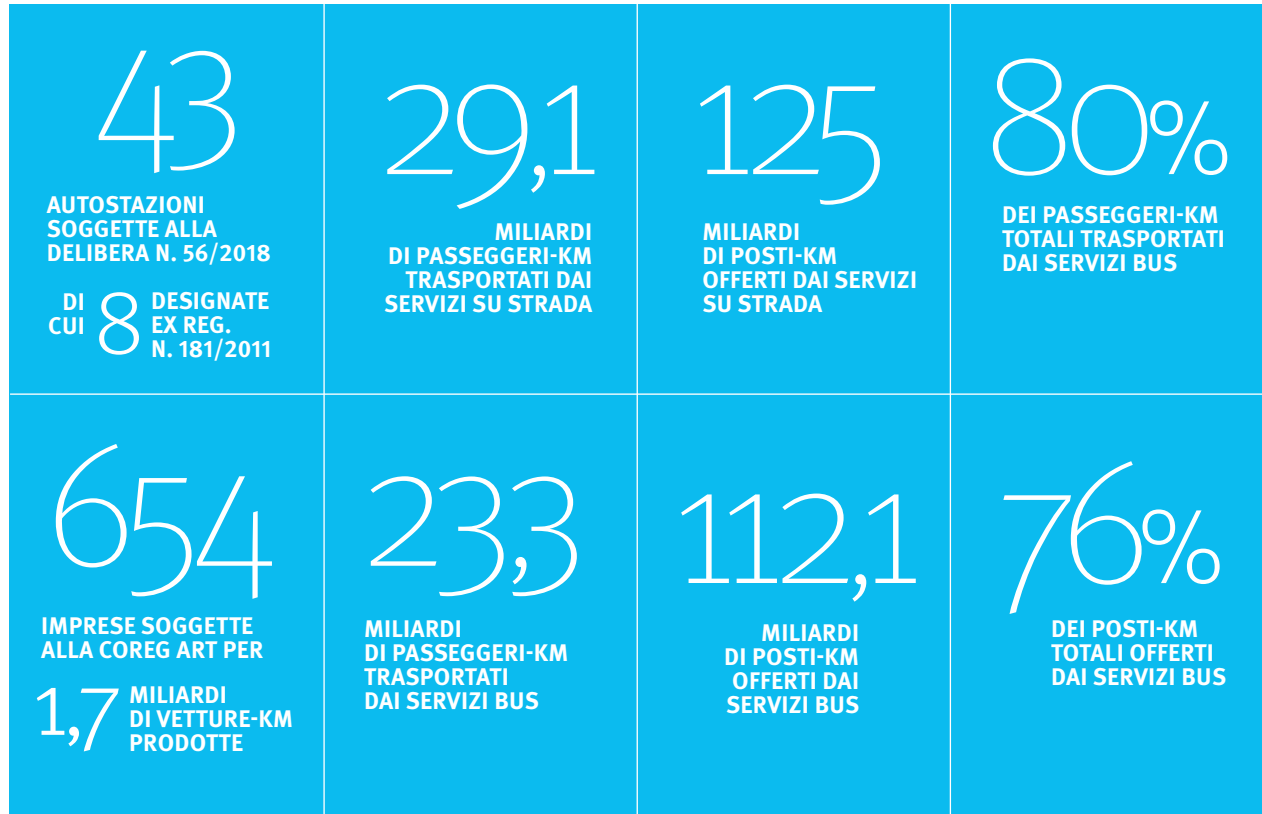 43
AUTOSTAZIONI
SOGGETTE ALLA
DELIBERA N. 56/2018
DI
CUI
8
DESIGNATE
EX REG.
N. 181/2011
29,1
MILIARDI
DI PASSEGGERI-KM
TRASPORTATI DAI
SERVIZI SU STRADA
125
MILIARDI
DI POSTI-KM
OFFERTI DAI SERVIZI
SU STRADA
80%
DEI PASSEGGERI-KM
TOTALI TRASPORTATI
DAI SERVIZI BUS
654
IMPRESE SOGGETTE
ALLA COREG ART PER
1,7
MILIARDI
DI VETTURE-KM
PRODOTTE
23,3
MILIARDI
DI PASSEGGERI-KM
TRASPORTATI
DAI SERVIZI BUS
112,1
MILIARDI
DI POSTI-KM
OFFERTI DAI
SERVIZI BUS
76%
DEI POSTI-KM
TOTALI OFFERTI
DAI SERVIZI BUS